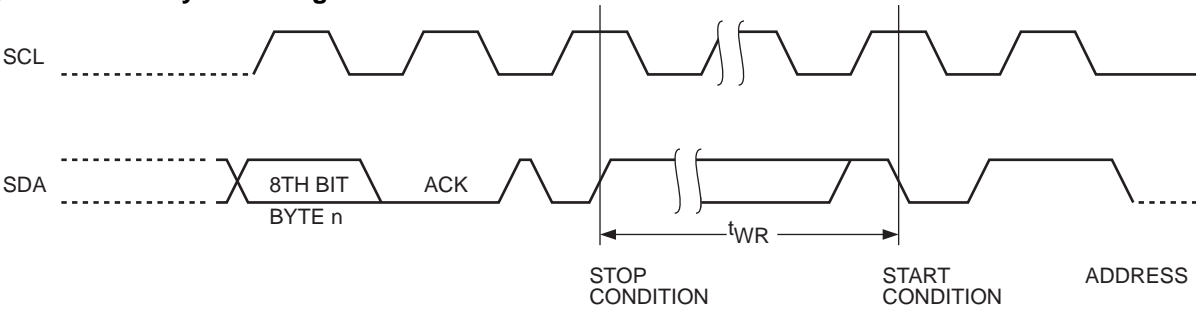 SCL
SDA
8TH BIT
ACK
BYTE n
tWR
STOP
CONDITION
START
CONDITION
ADDRESS